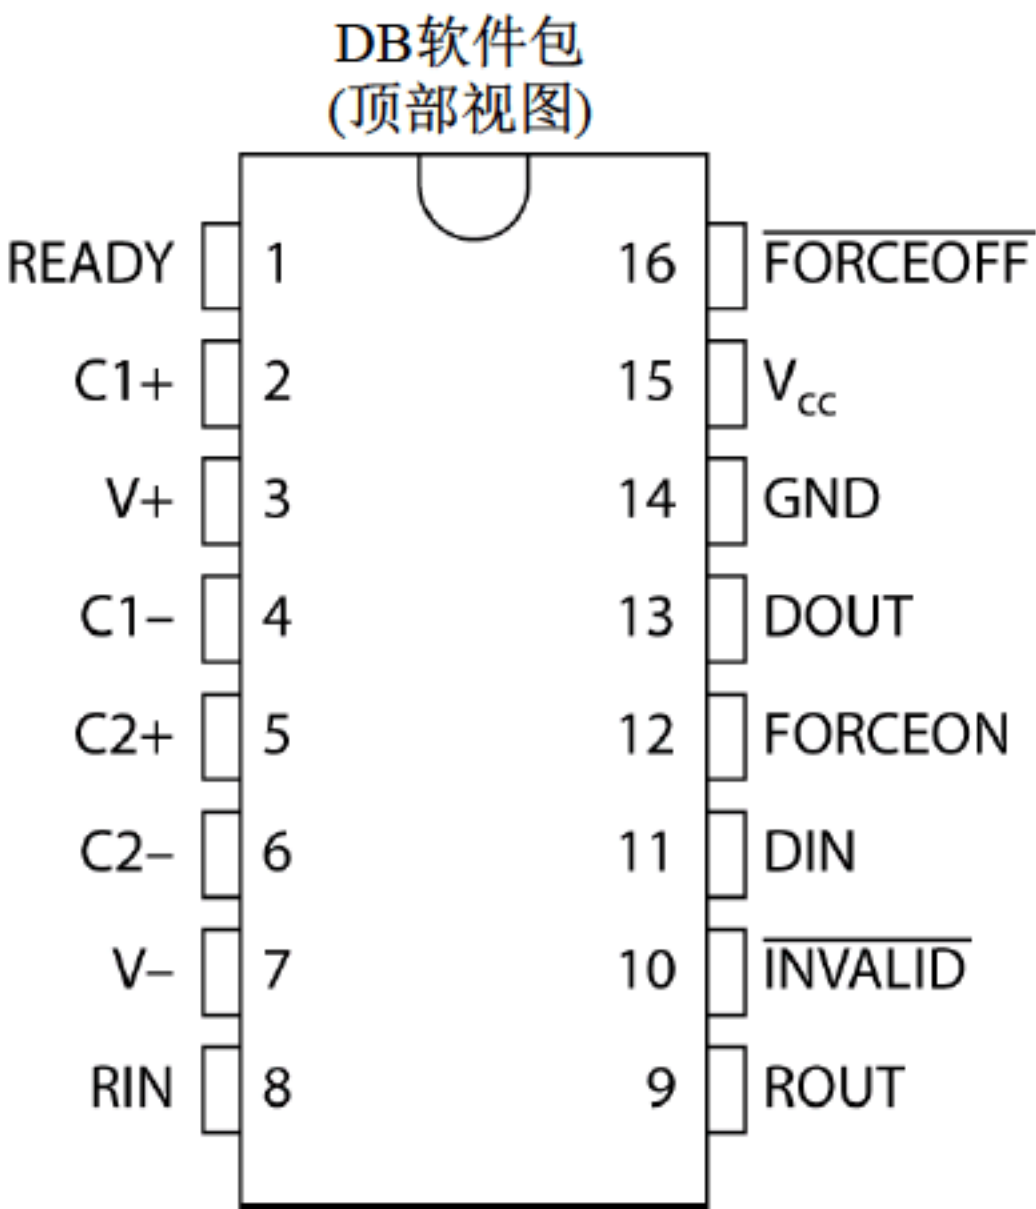 DB软件包
(顶部视图)
READY 1 16 FORCEOFF
C1+ 2 15 Vcc
V+ 3 14 GND
C1– 4 13 DOUT
C2+ 5 12 FORCEON
C2– 6 11 DIN
V– 7 10 INVALID
RIN 8 9 ROUT